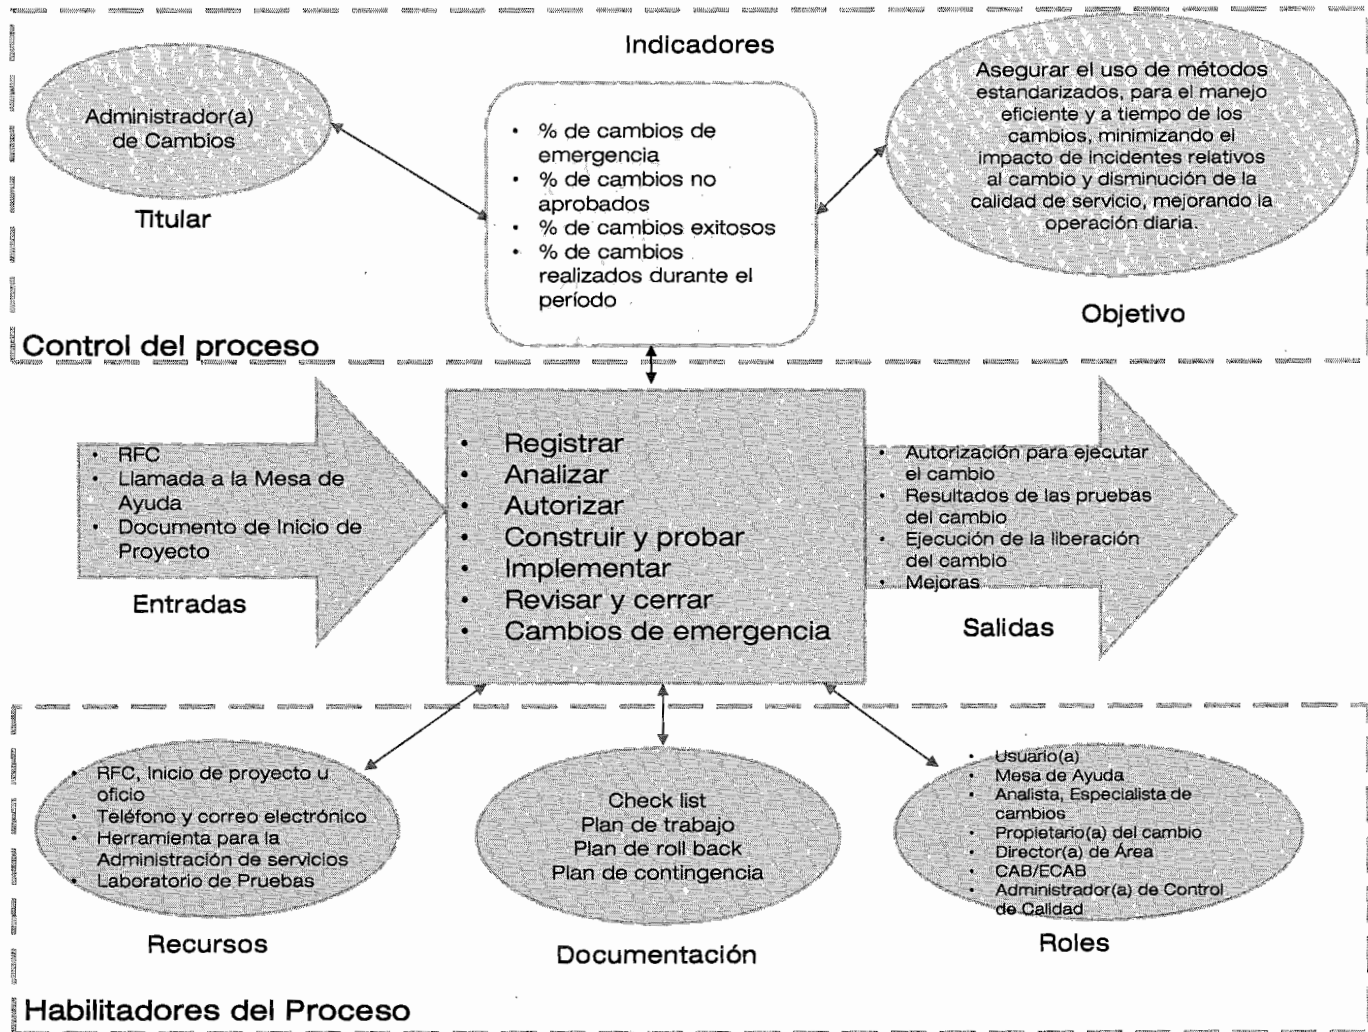 Indicadores
Administrador(a)
de Cambios
Titular
• % de cambios de
emergencia
• % de cambios no
aprobados
• % de cambios exitosos
• % de cambios
realizados durante el
período
Asegurar el uso de métodos
estandarizados, para el manejo
eficiente y a tiempo de los
cambios, minimizando el
impacto de incidentes relativos
al cambio y disminución de la
calidad de servicio, mejorando la
operación diaria.
Objetivo
Control del proceso
• RFC
• Llamada a la Mesa de
Ayuda
• Documento de Inicio de
Proyecto
Entradas
• Registrar
• Analizar
• Autorizar
• Construir y probar
• Implementar
• Revisar y cerrar
• Cambios de emergencia
• Autorización para ejecutar
el cambio
• Resultados de las pruebas
del cambio
• Ejecución de la liberación
del cambio
• Mejoras
Salidas
• RFC, Inicio de proyecto u
oficio
• Teléfono y correo electrónico
• Herramienta para la
Administración de servicios
• Laboratorio de Pruebas
Recursos
Check list
Plan de trabajo
Plan de roll back
Plan de contingencia
Documentación
• Usuario(a)
• Mesa de Ayuda
• Analista, Especialista de
cambios
• Propietario(a) del cambio
• Director(a) de Área
• CAB/ECAB
• Administrador(a) de Control
de Calidad
Roles
Habilitadores del Proceso